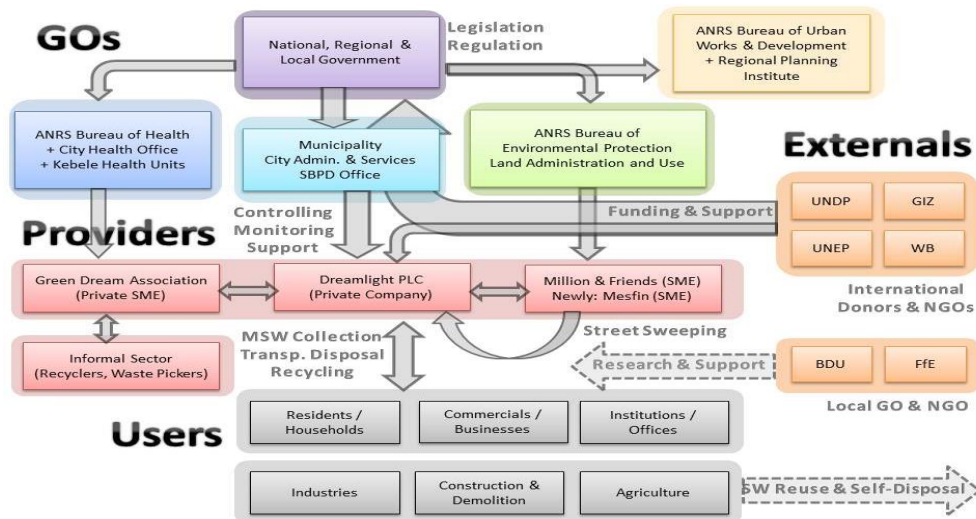 GOs
National, Regional &
Local Government
Legislation
Regulation
ANRS Bureau of Urban
Works & Development
+ Regional Planning
Institute
ANRS Bureau of Health
+ City Health Office
+ Kebele Health Units
Municipality
City Admin. & Services
SBPD Office
ANRS Bureau of
Environmental Protection
Land Administration and Use
Externals
UNDP
GIZ
UNEP
WB
International
Donors & NGOs
Funding & Support
Controlling
Monitoring
Support
Providers
Green Dream Association
(Private SME)
Dreamlight PLC
(Private Company)
Million & Friends (SME)
Newly: Mesfin (SME)
Informal Sector
(Recyclers, Waste Pickers)
MSW Collection
Transp. Disposal
Recycling
Street Sweeping
Research & Support
BDU
FfE
Local GO & NGO
Users
Residents /
Households
Commercials /
Businesses
Institutions /
Offices
Industries
Construction &
Demolition
Agriculture
SW Reuse & Self-Disposal